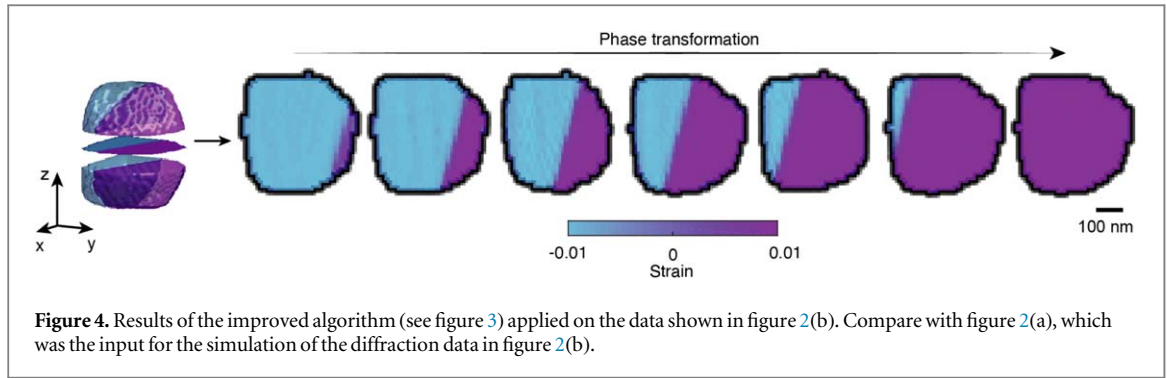 Phase transformation
z
x
y
100 nm
-0.01
0
0.01
Strain
Figure 4. Results of the improved algorithm (see figure 3) applied on the data shown in figure 2(b). Compare with figure 2(a), which
was the input for the simulation of the diffraction data in figure 2(b).